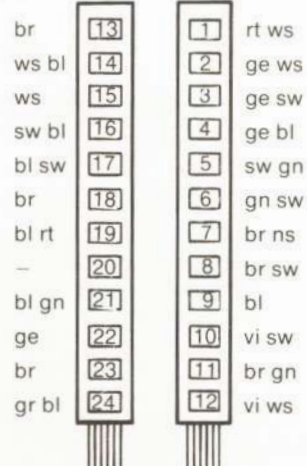 br 13 1 rt ws
ws bl 14 2 ge ws
ws 15 3 ge sw
sw bl 16 4 ge bl
bl sw 17 5 sw gn
br 18 6 gn sw
bl rt 19 7 br ns
– 20 8 br sw
bl gn 21 9 bl
ge 22 10 vi sw
br 23 11 br gn
gr bl 24 12 vi ws